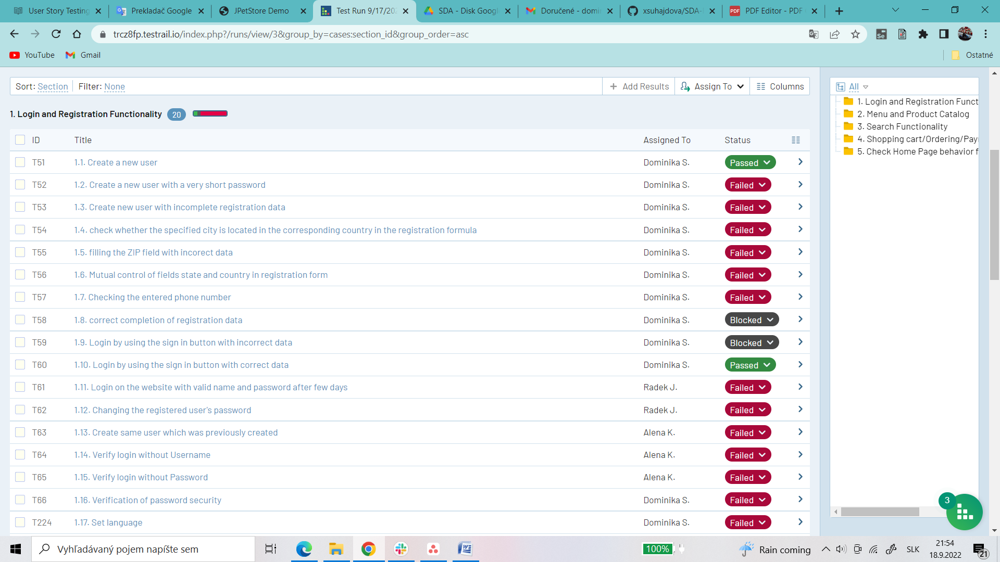 User Story Testing
Prekladač Google
JPetStore Demo
Test Run 9/17/202
SDA - Disk Google
Doručené - domin
xsuhajdova/SDA-
PDF Editor - PDF
trcz8fp.testrail.io/index.php?/runs/view/3&group_by=cases:section_id&group_order=asc
YouTube
Gmail
Ostatné
Sort: Section
Filter: None
Add Results
Assign To
Columns
All
1. Login and Registration Funct
2. Menu and Product Catalog
3. Search Functionality
4. Shopping cart/Ordering/Pay
5. Check Home Page behavior f
1. Login and Registration Functionality 20
ID Title Assigned To Status
T51 1.1. Create a new user Dominika S. Passed
T52 1.2. Create a new user with a very short password Dominika S. Failed
T53 1.3. Create new user with incomplete registration data Dominika S. Failed
T54 1.4. check whether the specified city is located in the corresponding country in the registration formula Dominika S. Failed
T55 1.5. filling the ZIP field with incorect data Dominika S. Failed
T56 1.6. Mutual control of fields state and country in registration form Dominika S. Failed
T57 1.7. Checking the entered phone number Dominika S. Failed
T58 1.8. correct completion of registration data Dominika S. Blocked
T59 1.9. Login by using the sign in button with incorrect data Dominika S. Blocked
T60 1.10. Login by using the sign in button with correct data Dominika S. Passed
T61 1.11. Login on the website with valid name and password after few days Radek J. Failed
T62 1.12. Changing the registered user's password Radek J. Failed
T63 1.13. Create same user which was previously created Alena K. Failed
T64 1.14. Verify login without Username Alena K. Failed
T65 1.15. Verify login without Password Alena K. Failed
T66 1.16. Verification of password security Dominika S. Failed
T224 1.17. Set language Dominika S. Failed
3
Vyhľadávaný pojem napíšte sem
100%
Rain coming
SLK
21:54
18.9.2022
21